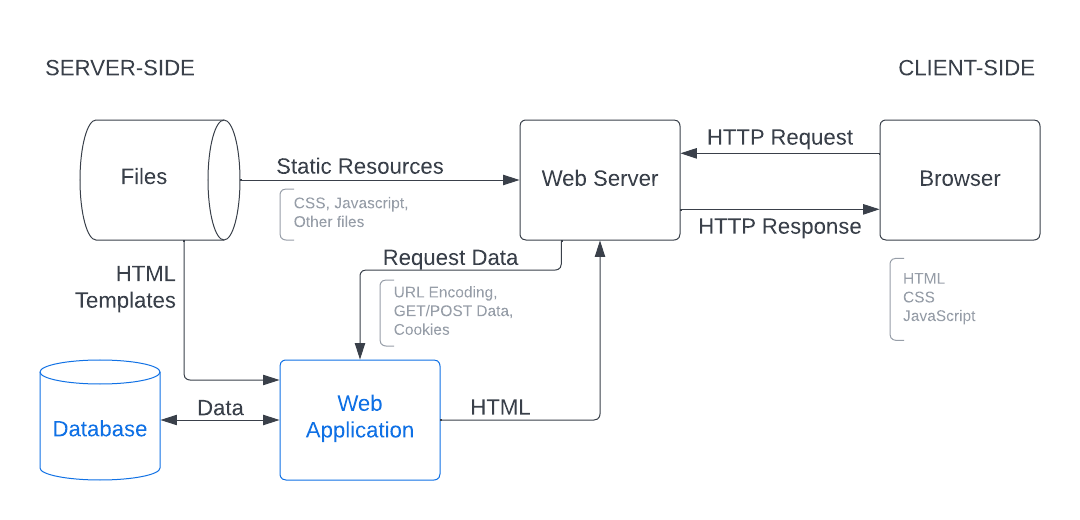 SERVER-SIDE
CLIENT-SIDE
Files
Static Resources
CSS, Javascript,
Other files
Web Server
HTTP Request
HTTP Response
Browser
HTML
CSS
JavaScript
Request Data
URL Encoding,
GET/POST Data,
Cookies
HTML
Templates
Database
Data
Web
Application
HTML